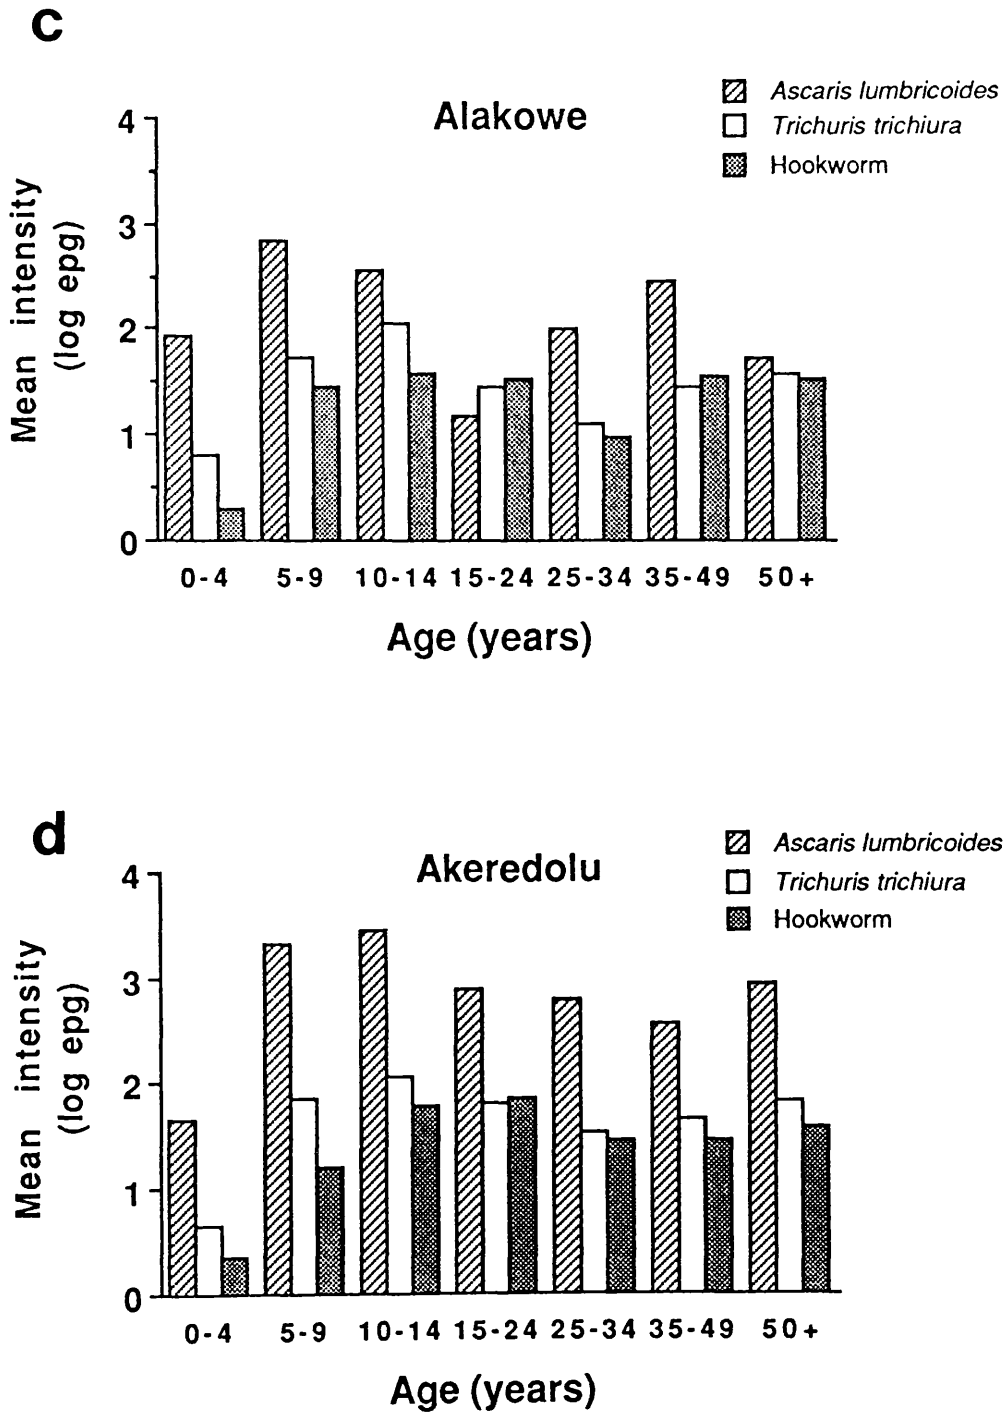 c
Alakowe
Ascaris lumbricoides
Trichuris trichiura
Hookworm
Mean intensity
(log epg)
4
3
2
1
0
0-4 5-9 10-14 15-24 25-34 35-49 50+
Age (years)
d
Akeredolu
Ascaris lumbricoides
Trichuris trichiura
Hookworm
Mean intensity
(log epg)
4
3
2
1
0
0-4 5-9 10-14 15-24 25-34 35-49 50+
Age (years)